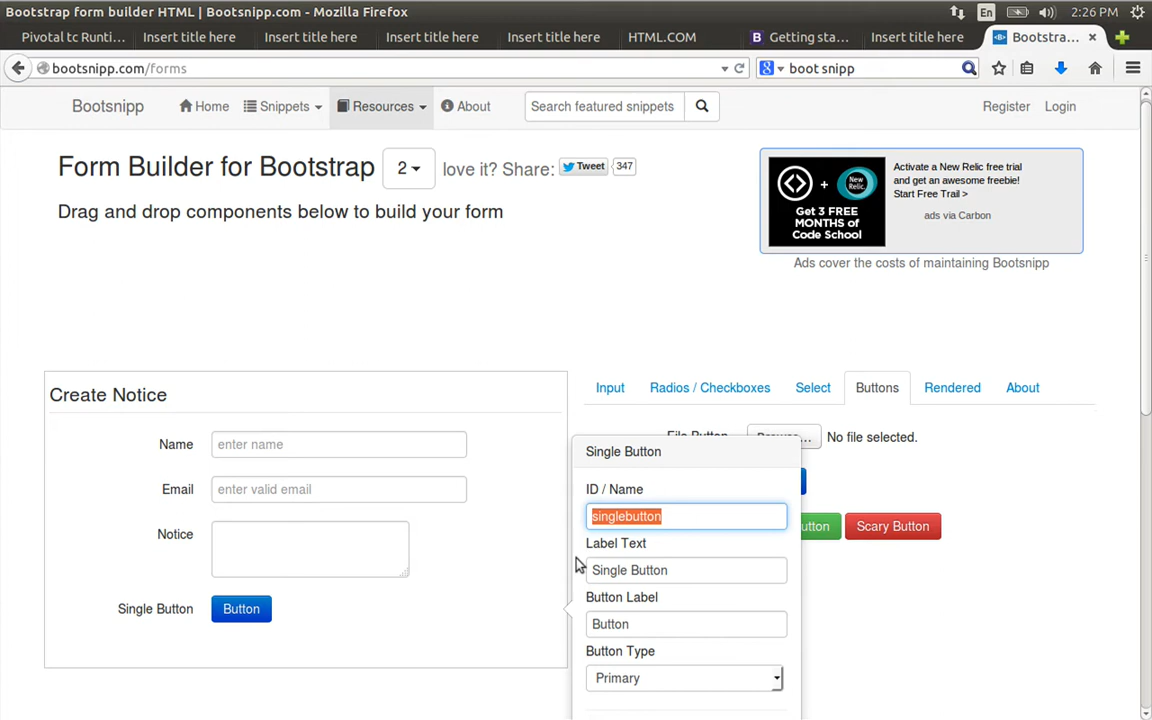 Bootstrap form builder HTML | Bootsnipp.com - Mozilla Firefox
En
2:26 PM
Pivotal tc Runti...
Insert title here
Insert title here
Insert title here
Insert title here
HTML.COM
B Getting sta...
Insert title here
Bootstra...
bootsnipp.com/forms
boot snipp
Bootsnipp
Home
Snippets
Resources
About
Search featured snippets
Register
Login
Form Builder for Bootstrap
2
love it? Share:
Tweet
347
Drag and drop components below to build your form
New Relic.
Get 3 FREE
MONTHS of
Code School
Activate a New Relic free trial
and get an awesome freebie!
Start Free Trail >
ads via Carbon
Ads cover the costs of maintaining Bootsnipp
Create Notice
Name
enter name
Email
enter valid email
Notice
Single Button
Button
Input
Radios / Checkboxes
Select
Buttons
Rendered
About
No file selected.
Scary Button
Single Button
ID / Name
singlebutton
Label Text
Single Button
Button Label
Button
Button Type
Primary